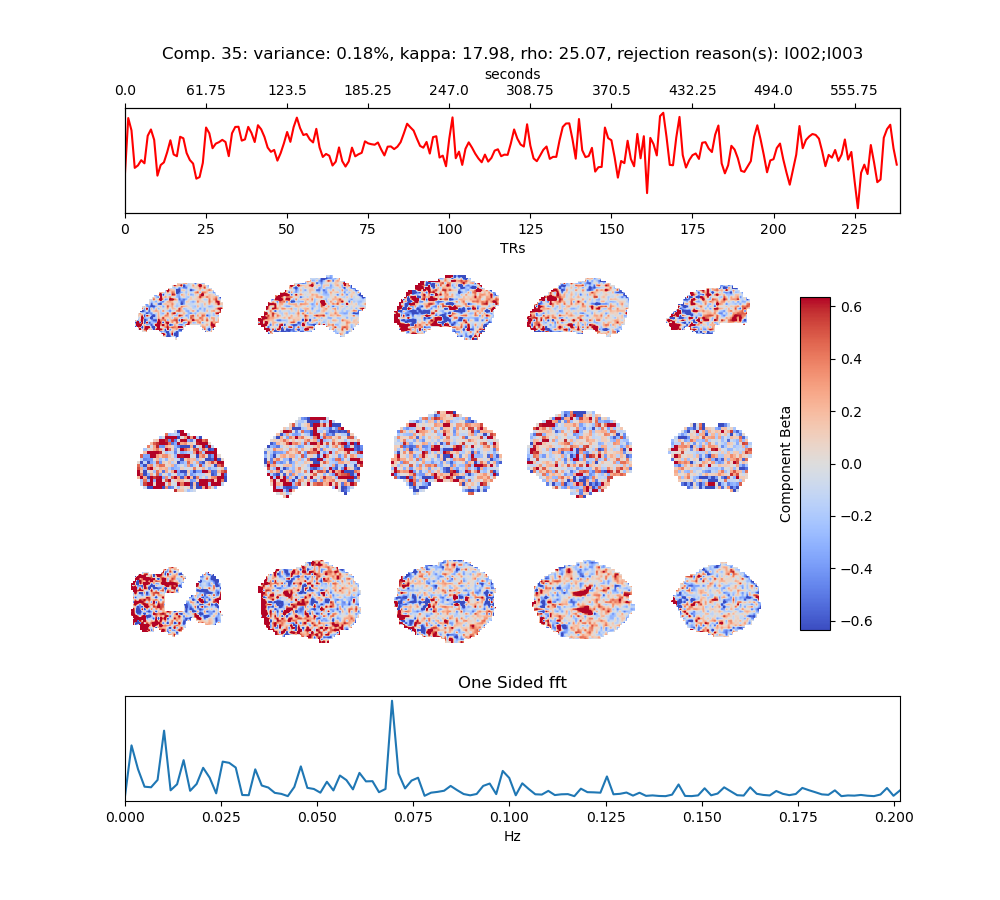 Comp. 35: variance: 0.18%, kappa: 17.98, rho: 25.07, rejection reason(s): I002;I003
seconds
0.0 61.75 123.5 185.25 247.0 308.75 370.5 432.25 494.0 555.75
0 25 50 75 100 125 150 175 200 225
TRs
0.6
0.4
0.2
0.0
−0.2
−0.4
−0.6
Component Beta
One Sided fft
0.000 0.025 0.050 0.075 0.100 0.125 0.150 0.175 0.200
Hz